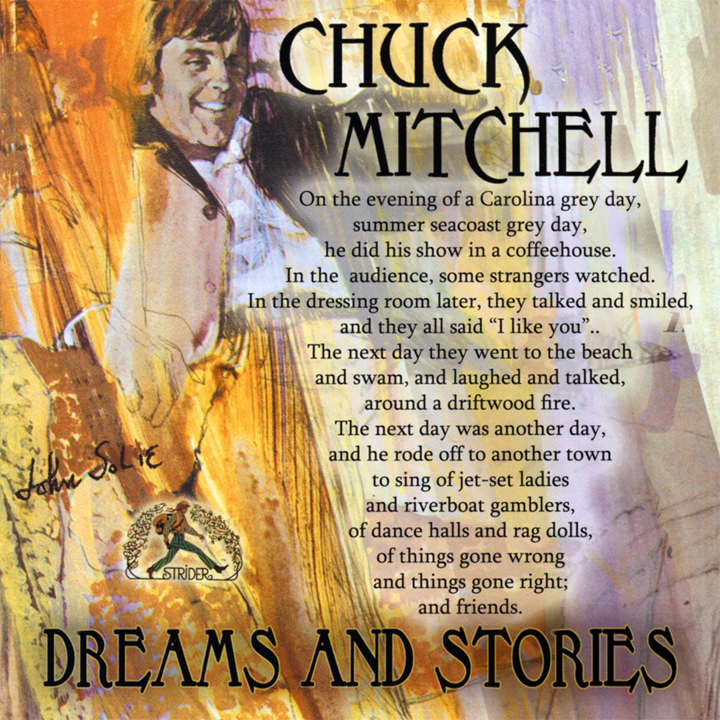 CHUCK
MITCHELL
On the evening of a Carolina grey day,
summer seacoast grey day,
he did his show in a coffeehouse.
In the audience, some strangers watched.
In the dressing room later, they talked and smiled,
and they all said “I like you”..
The next day they went to the beach
and swam, and laughed and talked,
around a driftwood fire.
The next day was another day,
and he rode off to another town
to sing of jet-set ladies
and riverboat gamblers,
of dance halls and rag dolls,
of things gone wrong
and things gone right;
and friends.
John Solie
STRIDER
DREAMS AND STORIES